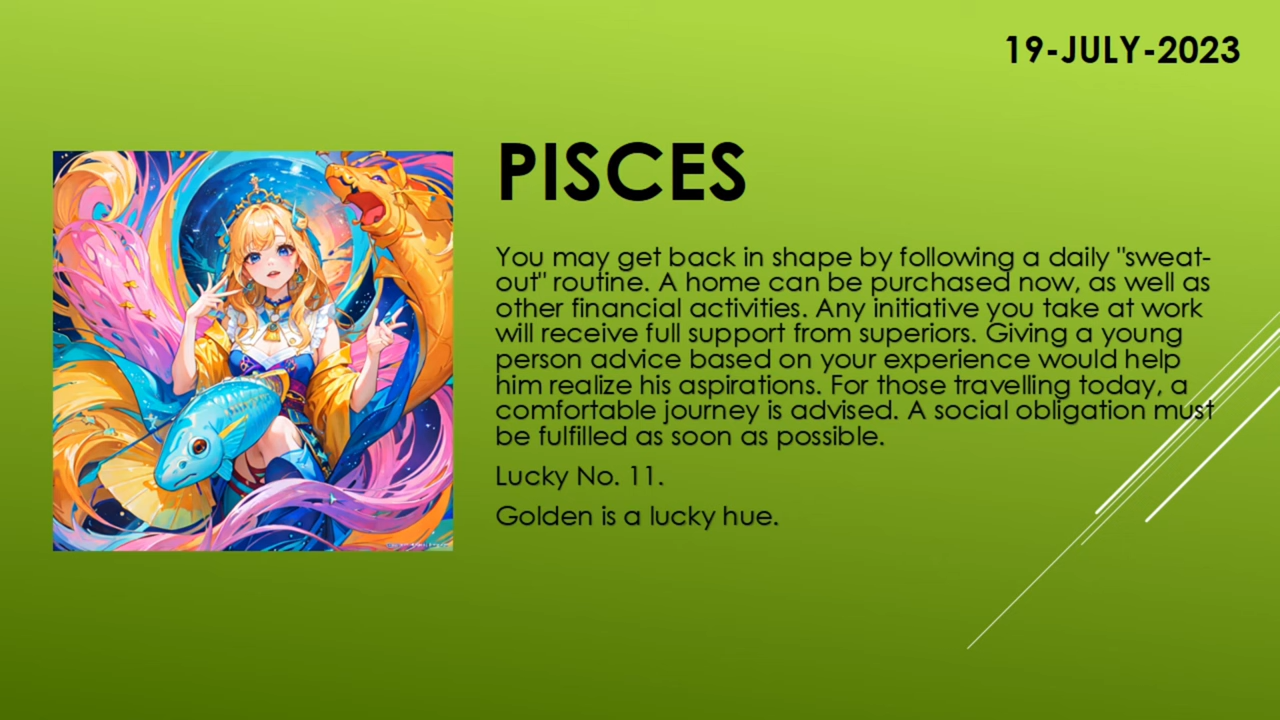 19-JULY-2023
PISCES
You may get back in shape by following a daily "sweat-
out" routine. A home can be purchased now, as well as
other financial activities. Any initiative you take at work
will receive full support from superiors. Giving a young
person advice based on your experience would help
him realize his aspirations. For those travelling today, a
comfortable journey is advised. A social obligation must
be fulfilled as soon as possible.
Lucky No. 11.
Golden is a lucky hue.